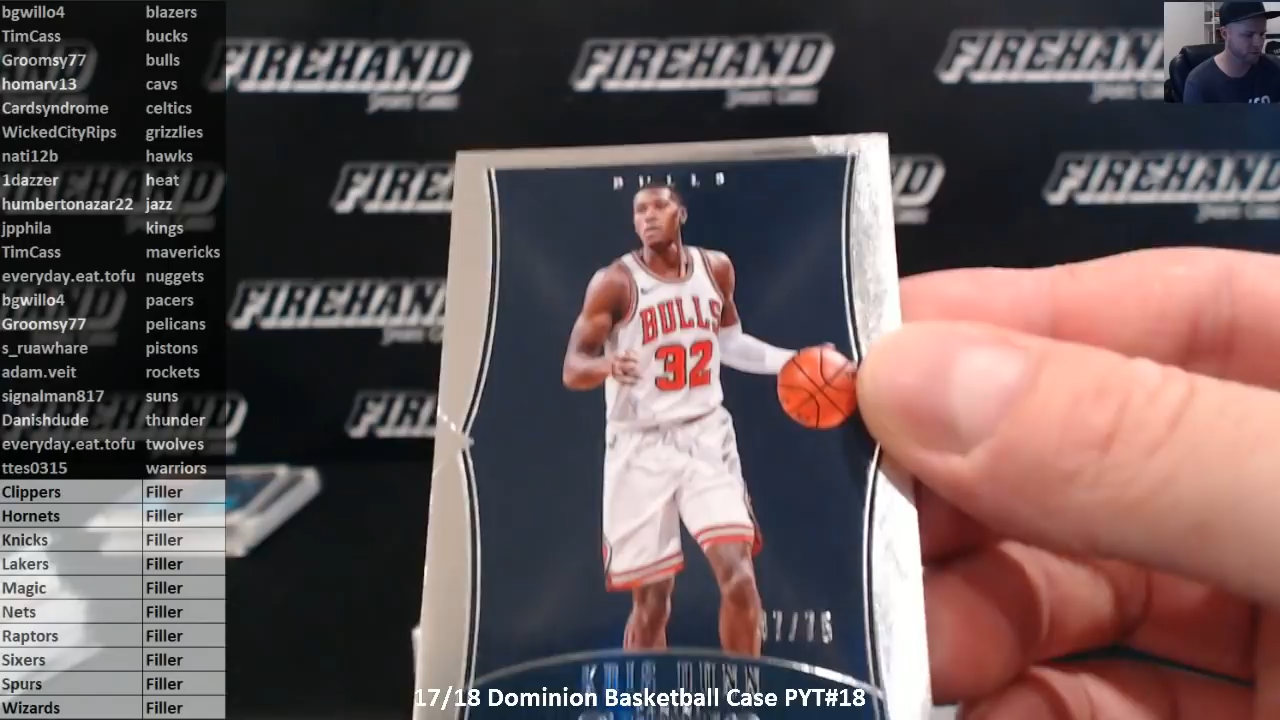 bgwillo4 blazers
TimCass bucks
Groomsy77 bulls
homarv13 cavs
Cardsyndrome celtics
WickedCityRips grizzlies
nati12b hawks
1dazzer heat
humbertonazar22 jazz
jpphila kings
TimCass mavericks
everyday.eat.tofu nuggets
bgwillo4 pacers
Groomsy77 pelicans
s_ruawhare pistons
adam.veit rockets
signalman817 suns
Danishdude thunder
everyday.eat.tofu twolves
ttes0315 warriors
Clippers Filler
Hornets Filler
Knicks Filler
Lakers Filler
Magic Filler
Nets Filler
Raptors Filler
Sixers Filler
Spurs Filler
Wizards Filler
FIREHAND FIREHAND FIREHAND
BULLS
BULLS
32
KRIS DUNN
17/18 Dominion Basketball Case PYT#18